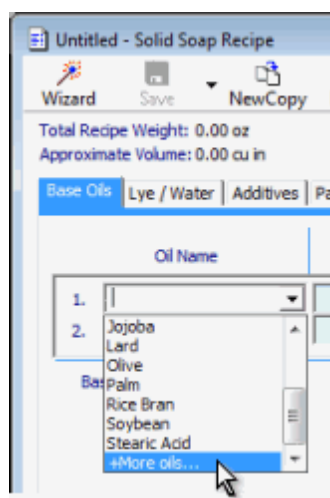 Untitled - Solid Soap Recipe
Wizard Save NewCopy
Total Recipe Weight: 0.00 oz
Approximate Volume: 0.00 cu in
Base Oils Lye / Water Additives Pa
Oil Name
1.
2.
Jojoba
Lard
Olive
Bas
Palm
Rice Bran
Soybean
Stearic Acid
+More oils...